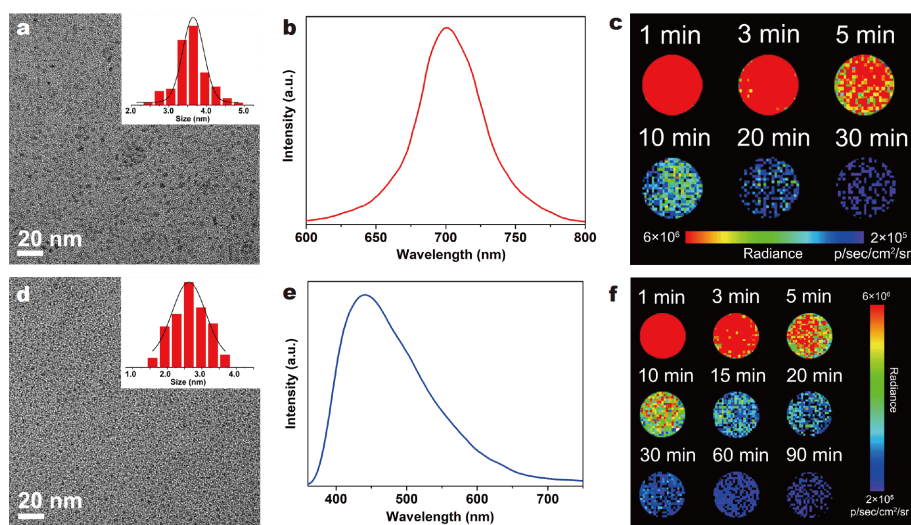 a
2.0 3.0 4.0 5.0
Size (nm)
20 nm
b
Intensity (a.u.)
600 650 700 750 800
Wavelength (nm)
c
1 min 3 min 5 min
10 min 20 min 30 min
6×10⁶ 2×10⁵
Radiance p/sec/cm²/sr
d
1.0 2.0 3.0 4.0
Size (nm)
20 nm
e
Intensity (a.u.)
400 500 600 700
Wavelength (nm)
f
1 min 3 min 5 min
10 min 15 min 20 min
30 min 60 min 90 min
6×10⁶
Radiance
2×10⁵
p/sec/cm²/sr